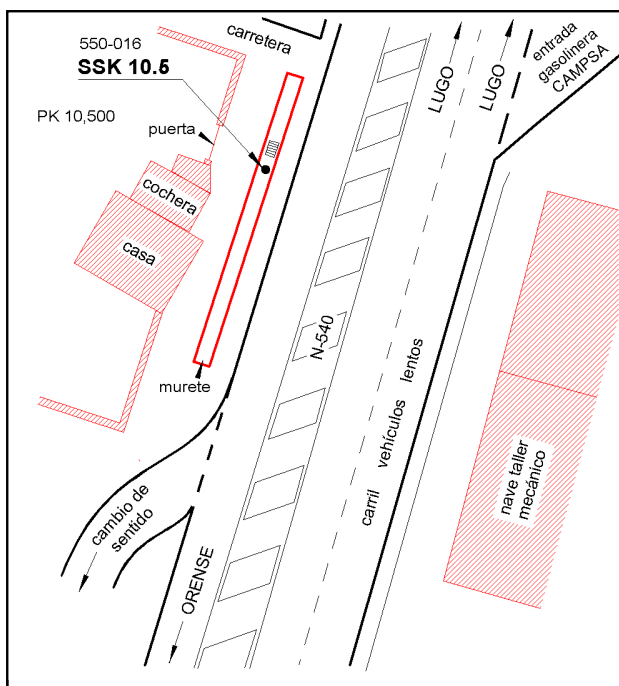 carretera
550-016
SSK 10.5
PK 10,500
puerta
cochera
casa
murete
cambio de
sentido
ORENSE
N-540
LUGO
LUGO
entrada
gasolinera
CAMPSA
carril vehículos lentos
nave taller
mecánico